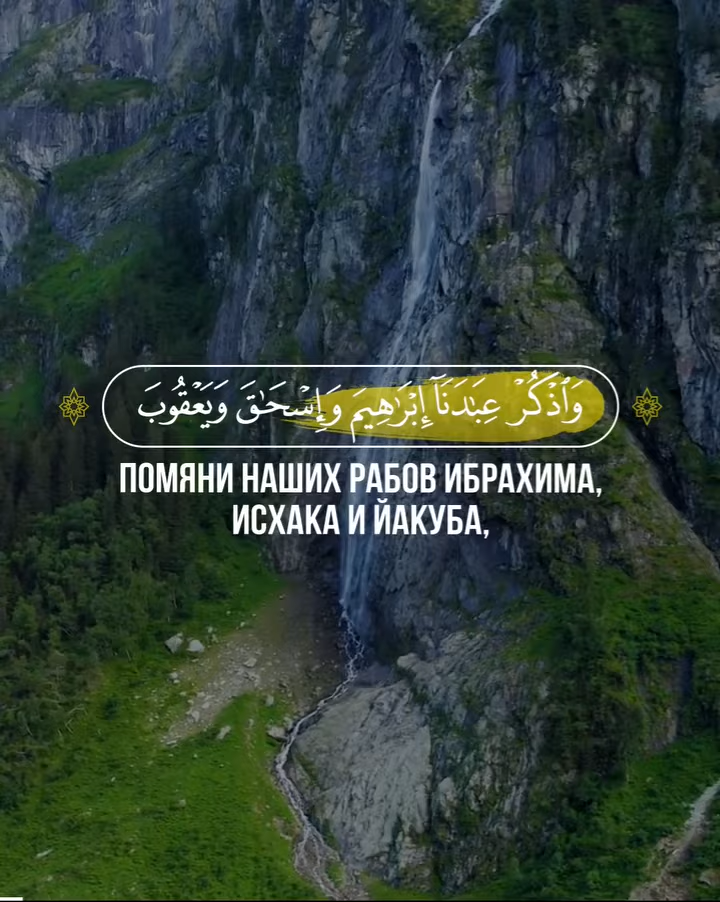 وَٱذْكُرْ عِبَـٰدَنَآ إِبْرَٰهِيمَ وَإِسْحَـٰقَ وَيَعْقُوبَ
ПОМЯНИ НАШИХ РАБОВ ИБРАХИМА,
ИСХАКА И ЙАКУБА,